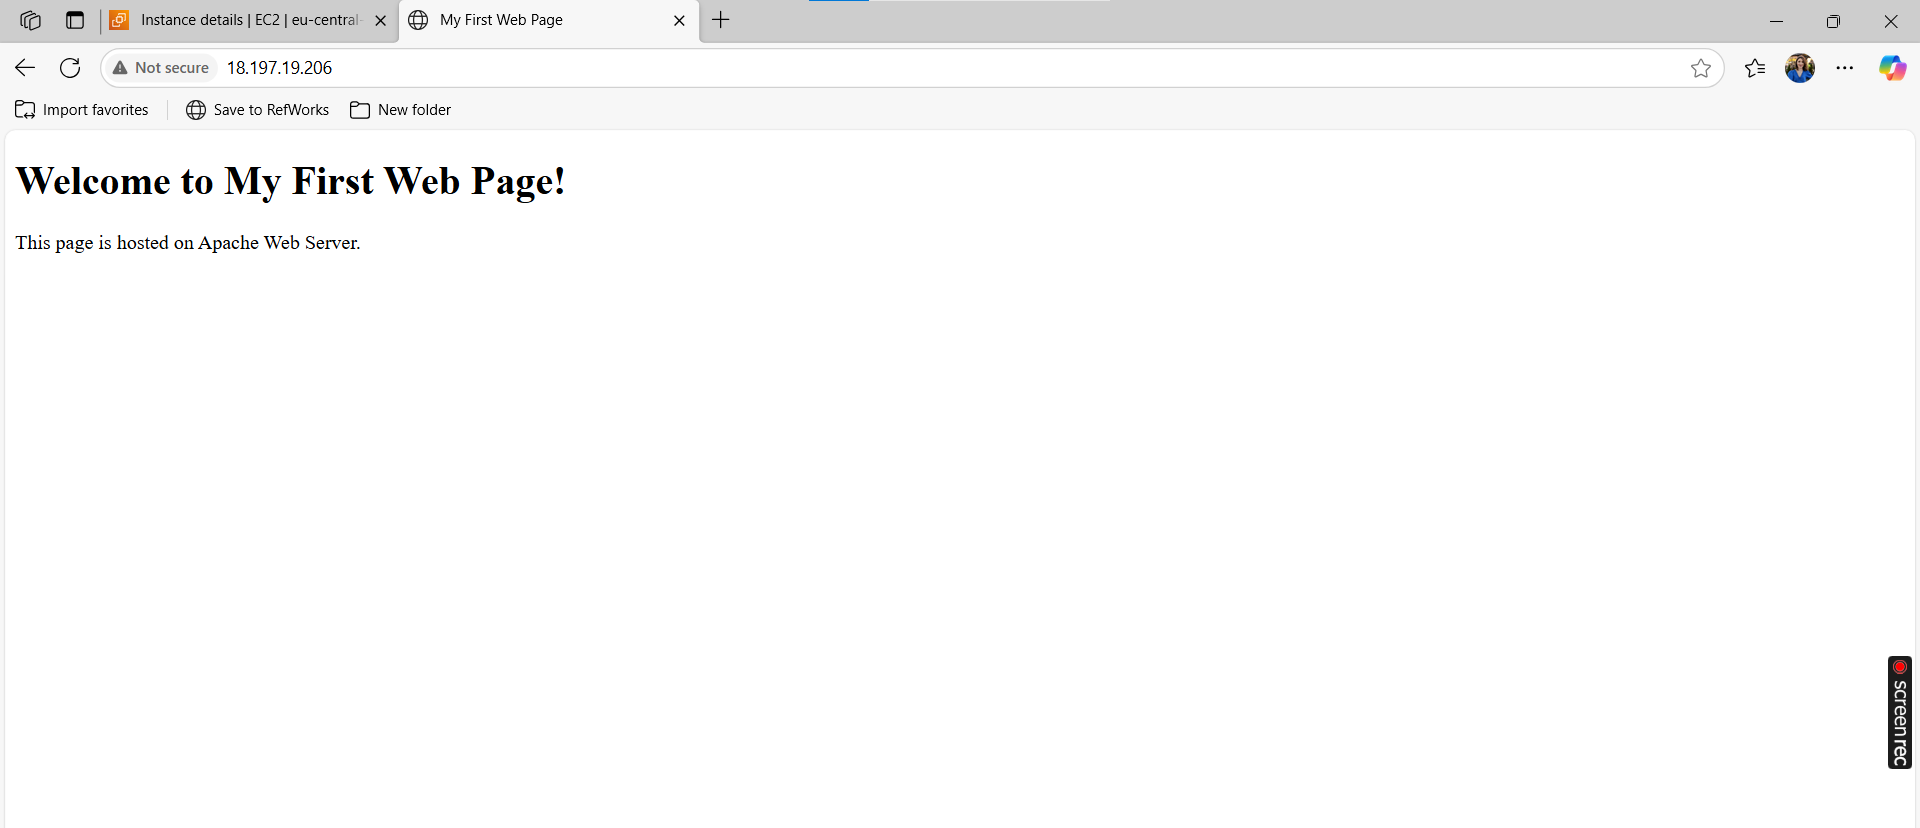 Instance details | EC2 | eu-central-
My First Web Page
Not secure
18.197.19.206
Import favorites
Save to RefWorks
New folder
Welcome to My First Web Page!
This page is hosted on Apache Web Server.
screenrec